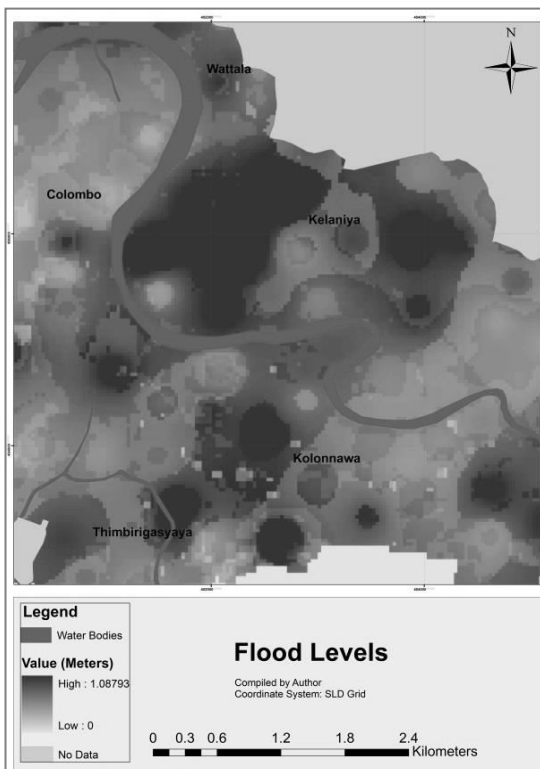 N
Wattala
Colombo
Kelaniya
Kolonnawa
Thimbirigasyaya
Legend
Water Bodies
Value (Meters)
High : 1.08793
Low : 0
No Data
Flood Levels
Compiled by Author
Coordinate System: SLD Grid
0 0.3 0.6 1.2 1.8 2.4
Kilometers